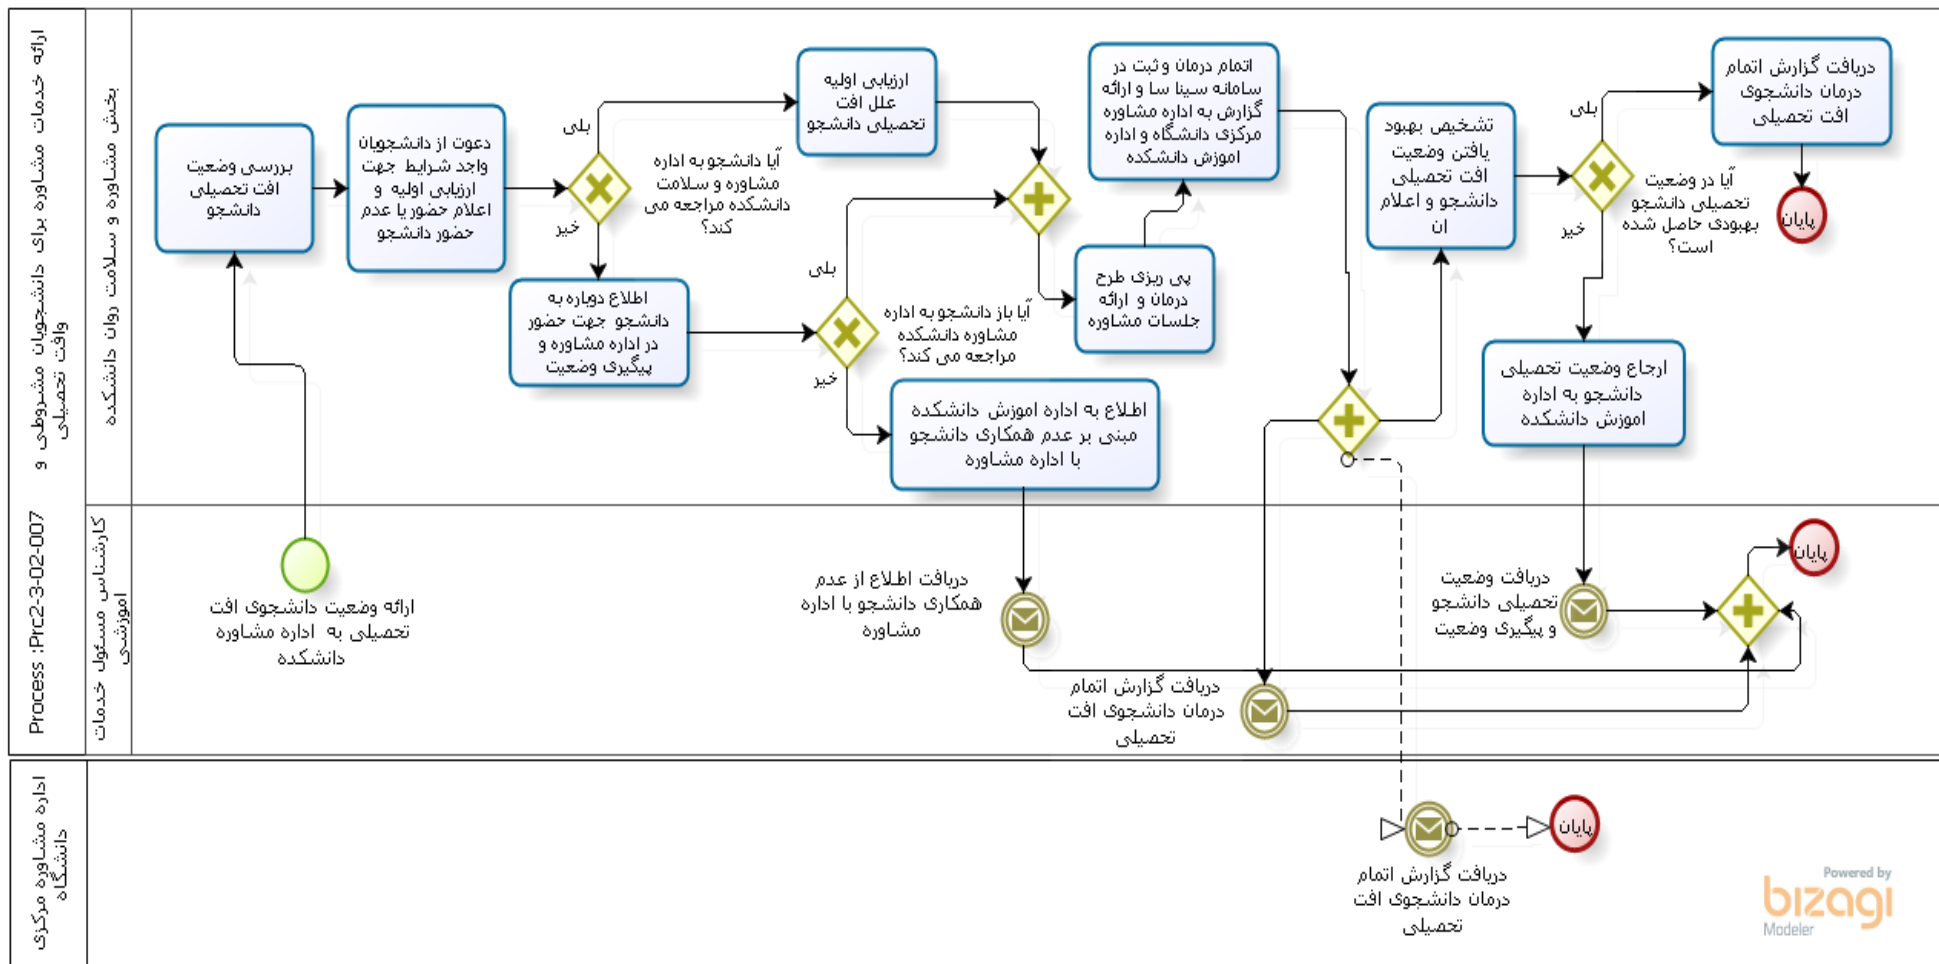 ارائه خدمات مشاوره برای دانشجویان مشروطی و
وافت تحصیلی
Process :Prc2-3-02-007
بخش مشاوره و سلامت روان دانشکده
بررسی وضعیت
افت تحصیلی
دانشجو
دعوت از دانشجویان
واجد شرایط جهت
ارزیابی اولیه و
اعلام حضور یا عدم
حضور دانشجو
بلی
خیر
آیا دانشجو به اداره
مشاوره و سلامت
دانشکده مراجعه می
کند؟
ارزیابی اولیه
علل افت
تحصیلی دانشجو
اطلاع دوباره به
دانشجو جهت حضور
در اداره مشاوره و
پیگیری وضعیت
بلی
خیر
آیا باز دانشجو به اداره
مشاوره دانشکده
مراجعه می کند؟
اطلاع به اداره اموزش دانشکده
مبنی بر عدم همکاری دانشجو
با اداره مشاوره
پی ریزی طرح
درمان و ارائه
جلسات مشاوره
اتمام درمان و ثبت در
سامانه سینا سا و ارائه
گزارش به اداره مشاوره
مرکزی دانشگاه و اداره
اموزش دانشکده
تشخیص بهبود
یافتن وضعیت
افت تحصیلی
دانشجو و اعلام
ان
بلی
خیر
آیا در وضعیت
تحصیلی دانشجو
بهبودی حاصل شده
است؟
دریافت گزارش اتمام
درمان دانشجوی
افت تحصیلی
پایان
ارجاع وضعیت تحصیلی
دانشجو به اداره
اموزش دانشکده
کارشناس مسئول خدمات
اموزشی
ارائه وضعیت دانشجوی افت
تحصیلی به اداره مشاوره
دانشکده
دریافت اطلاع از عدم
همکاری دانشجو با اداره
مشاوره
دریافت گزارش اتمام
درمان دانشجوی افت
تحصیلی
دریافت وضعیت
تحصیلی دانشجو
و پیگیری وضعیت
پایان
اداره مشاوره مرکزی
دانشگاه
دریافت گزارش اتمام
درمان دانشجوی افت
تحصیلی
پایان
Powered by
bizagi
Modeler